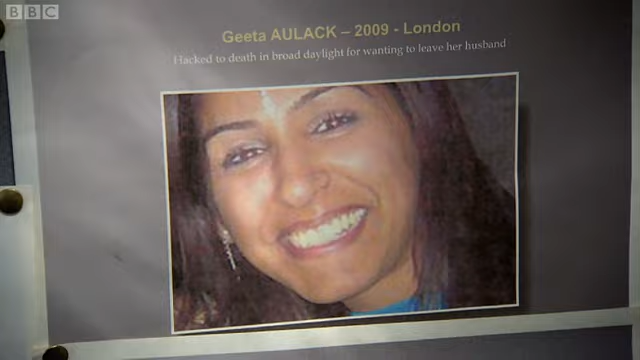 BBC
Geeta AULACK – 2009 - London
Hacked to death in broad daylight for wanting to leave her husband